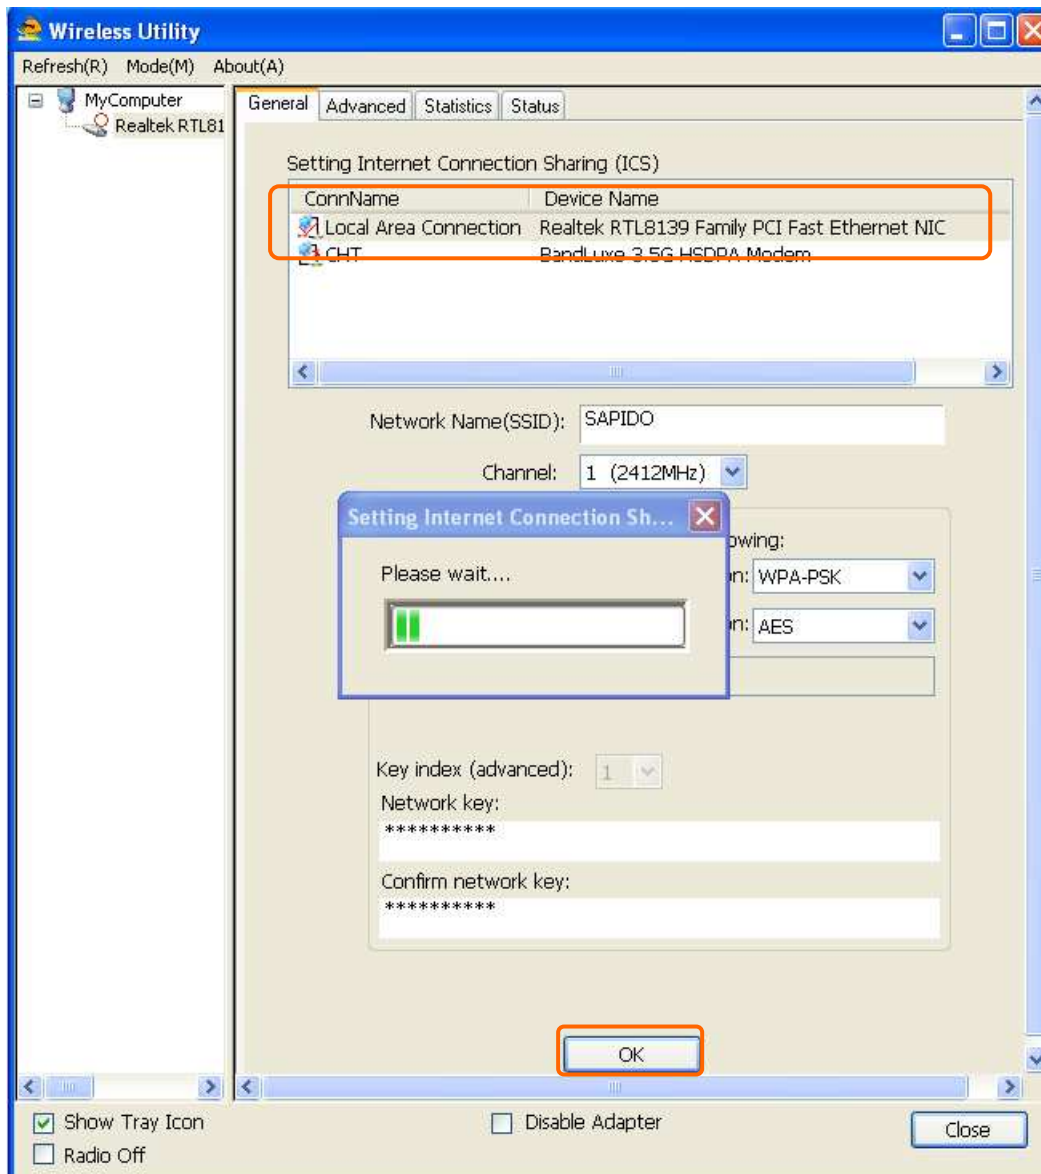 Wireless Utility
Refresh(R) Mode(M) About(A)
MyComputer
Realtek RTL81
General Advanced Statistics Status
Setting Internet Connection Sharing (ICS)
ConnName Device Name
Local Area Connection Realtek RTL8139 Family PCI Fast Ethernet NIC
CHT BandLuxe 3.5G HSDPA Modem
Network Name(SSID): SAPIDO
Channel: 1 (2412MHz)
Setting Internet Connection Sh...
owing:
Please wait....
on: WPA-PSK
on: AES
Key index (advanced): 1
Network key:
**********
Confirm network key:
**********
OK
Show Tray Icon Disable Adapter Close
Radio Off